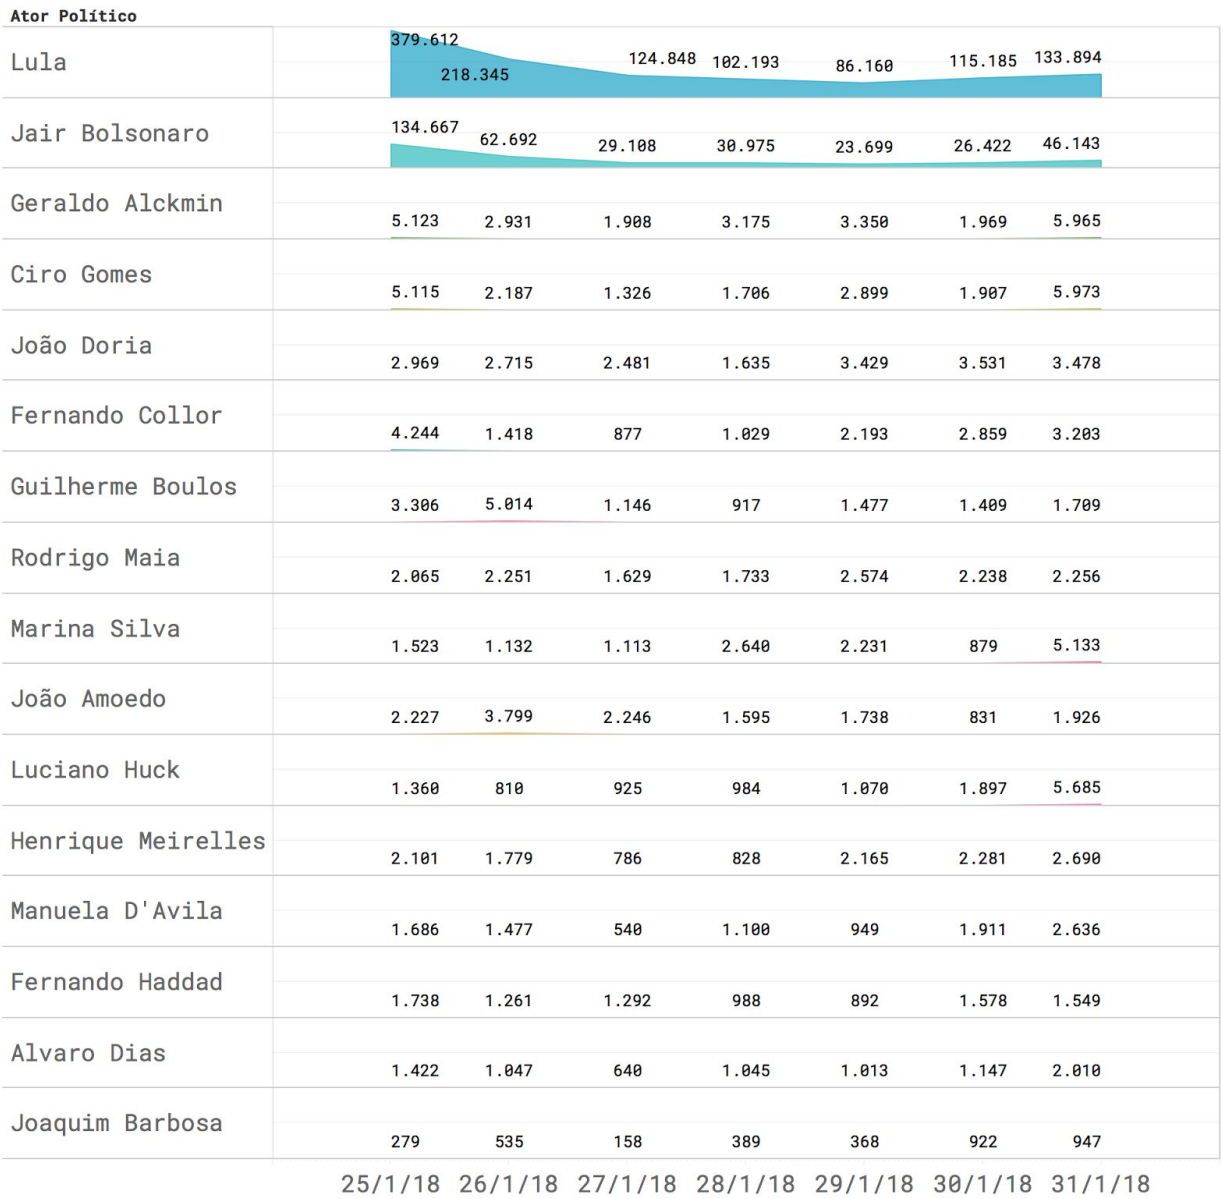 Ator Político
Lula 379.612 218.345 124.848 102.193 86.160 115.185 133.894
Jair Bolsonaro 134.667 62.692 29.108 30.975 23.699 26.422 46.143
Geraldo Alckmin 5.123 2.931 1.908 3.175 3.350 1.969 5.965
Ciro Gomes 5.115 2.187 1.326 1.706 2.899 1.907 5.973
João Doria 2.969 2.715 2.481 1.635 3.429 3.531 3.478
Fernando Collor 4.244 1.418 877 1.029 2.193 2.859 3.203
Guilherme Boulos 3.306 5.014 1.146 917 1.477 1.409 1.709
Rodrigo Maia 2.065 2.251 1.629 1.733 2.574 2.238 2.256
Marina Silva 1.523 1.132 1.113 2.640 2.231 879 5.133
João Amoedo 2.227 3.799 2.246 1.595 1.738 831 1.926
Luciano Huck 1.360 810 925 984 1.070 1.897 5.685
Henrique Meirelles 2.101 1.779 786 828 2.165 2.281 2.690
Manuela D'Avila 1.686 1.477 540 1.100 949 1.911 2.636
Fernando Haddad 1.738 1.261 1.292 988 892 1.578 1.549
Alvaro Dias 1.422 1.047 640 1.045 1.013 1.147 2.010
Joaquim Barbosa 279 535 158 389 368 922 947
25/1/18 26/1/18 27/1/18 28/1/18 29/1/18 30/1/18 31/1/18